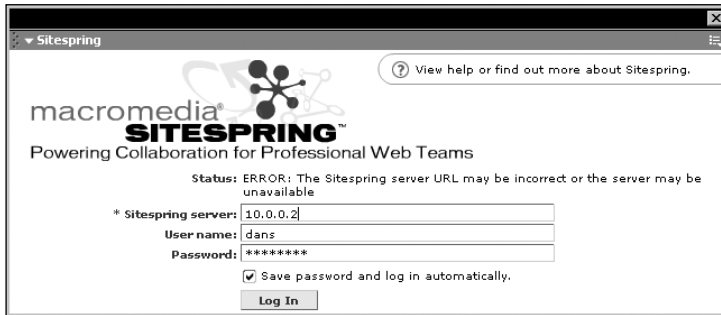 Sitespring
? View help or find out more about Sitespring.
macromedia®
SITESPRING™
Powering Collaboration for Professional Web Teams
Status: ERROR: The Sitespring server URL may be incorrect or the server may be
unavailable
* Sitespring server: 10.0.0.2
User name: dans
Password: ********
Save password and log in automatically.
Log In